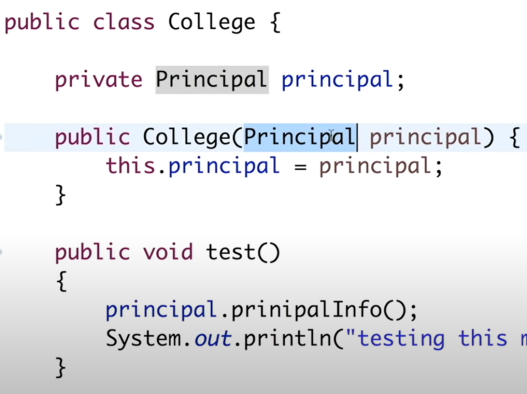 public class College {
private Principal principal;
public College(Principal principal) {
this.principal = principal;
}
public void test()
{
principal.prinipalInfo();
System.out.println("testing this m
}